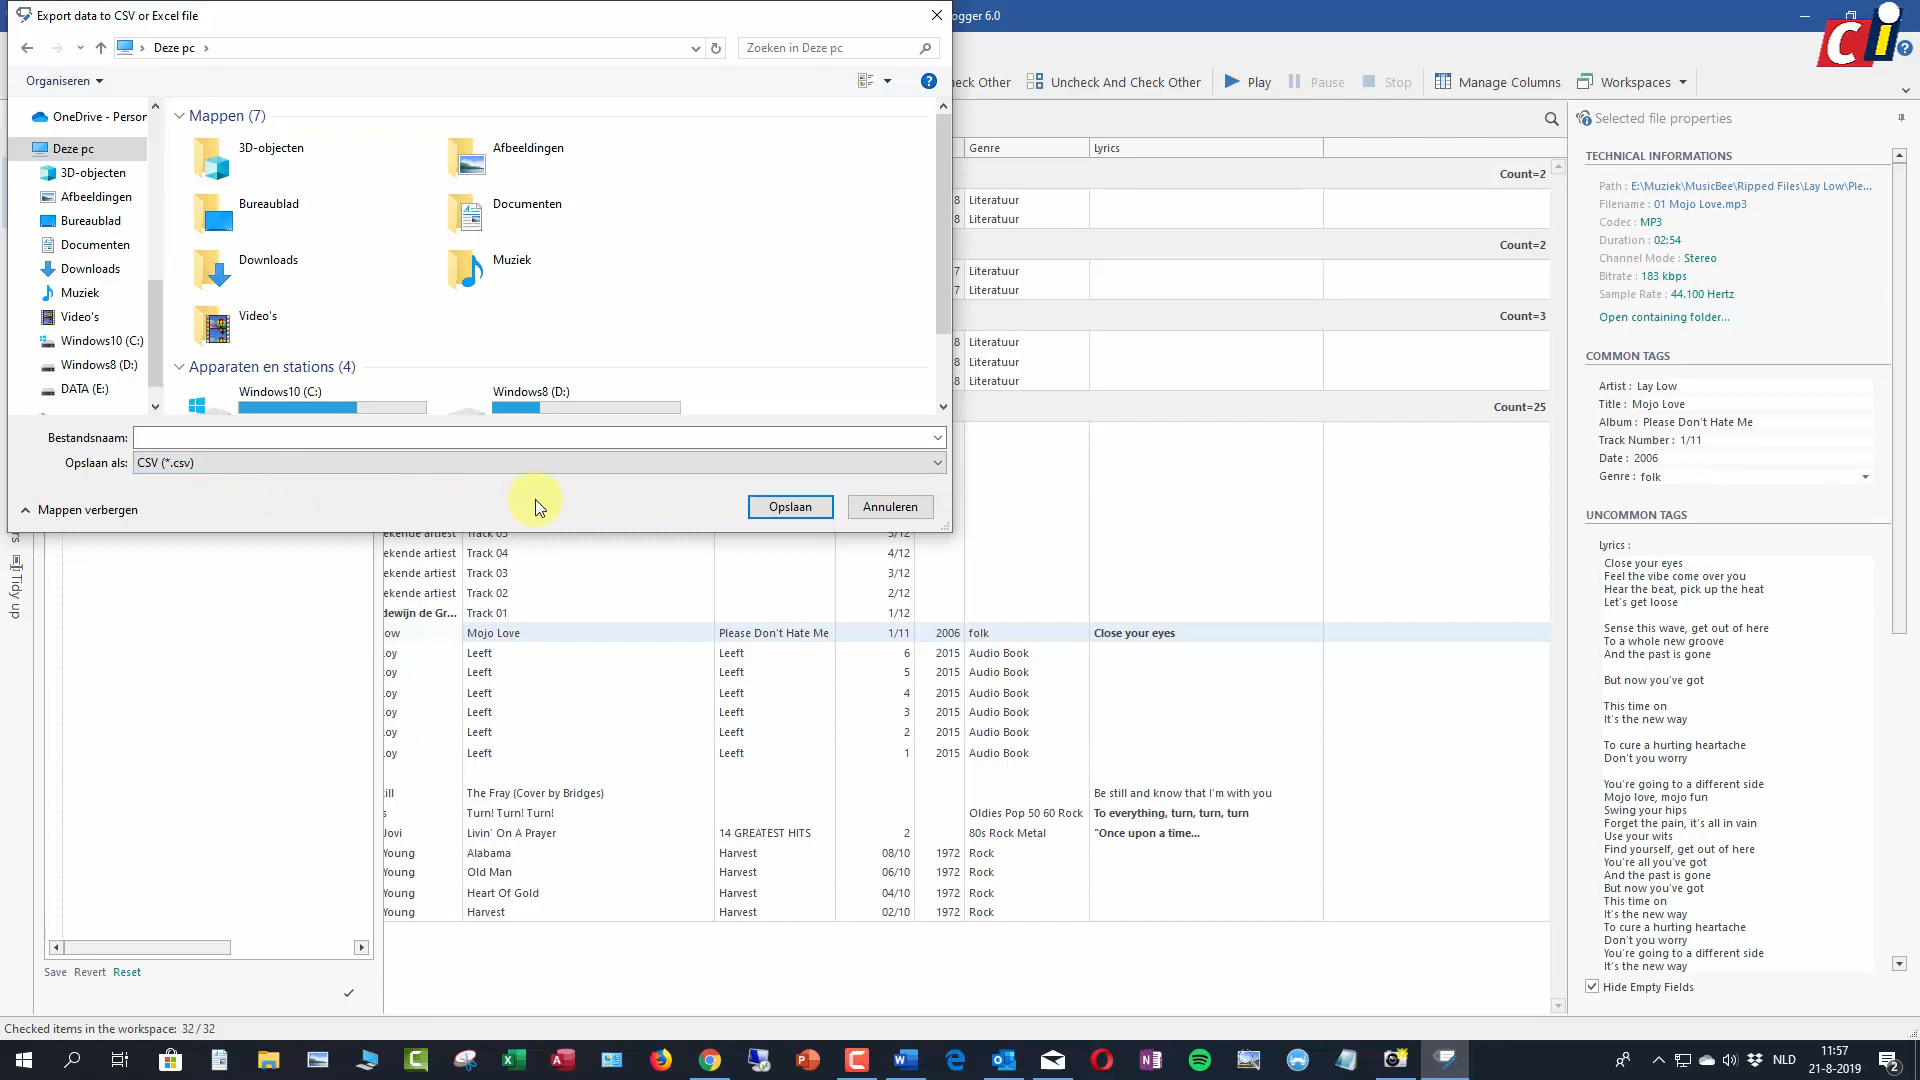 Export data to CSV or Excel file
ogger 6.0
Ci
Deze pc
Zoeken in Deze pc
Organiseren
eck Other
Uncheck And Check Other
Play
Pause
Stop
Manage Columns
Workspaces
OneDrive - Person
Deze pc
3D-objecten
Afbeeldingen
Bureaublad
Documenten
Downloads
Muziek
Video's
Windows10 (C:)
Windows8 (D:)
DATA (E:)
Mappen (7)
3D-objecten
Afbeeldingen
Bureaublad
Documenten
Downloads
Muziek
Video's
Apparaten en stations (4)
Windows10 (C:)
Windows8 (D:)
Bestandsnaam:
Opslaan als: CSV (*.csv)
Mappen verbergen
Opslaan
Annuleren
Genre Lyrics
Count=2
8 Literatuur
8 Literatuur
Count=2
7 Literatuur
7 Literatuur
Count=3
8 Literatuur
8 Literatuur
8 Literatuur
Count=25
ekende artiest Track 04 4/12
ekende artiest Track 03 3/12
ekende artiest Track 02 2/12
dewijn de Gr... Track 01 1/12
ow Mojo Love Please Don't Hate Me 1/11 2006 folk Close your eyes
oy Leeft Leeft 6 2015 Audio Book
oy Leeft Leeft 5 2015 Audio Book
oy Leeft Leeft 4 2015 Audio Book
oy Leeft Leeft 3 2015 Audio Book
oy Leeft Leeft 2 2015 Audio Book
oy Leeft Leeft 1 2015 Audio Book
ill The Fray (Cover by Bridges) Be still and know that I'm with you
s Turn! Turn! Turn! Oldies Pop 50 60 Rock To everything, turn, turn, turn
Jovi Livin' On A Prayer 14 GREATEST HITS 2 80s Rock Metal "Once upon a time...
Young Alabama Harvest 08/10 1972 Rock
Young Old Man Harvest 06/10 1972 Rock
Young Heart Of Gold Harvest 04/10 1972 Rock
Young Harvest Harvest 02/10 1972 Rock
Tidy up
Save Revert Reset
Checked items in the workspace: 32 / 32
Selected file properties
TECHNICAL INFORMATIONS
Path : E:\Muziek\MusicBee\Ripped Files\Lay Low\Ple...
Filename : 01 Mojo Love.mp3
Codec : MP3
Duration : 02:54
Channel Mode : Stereo
Bitrate : 183 kbps
Sample Rate : 44.100 Hertz
Open containing folder...
COMMON TAGS
Artist : Lay Low
Title : Mojo Love
Album : Please Don't Hate Me
Track Number : 1/11
Date : 2006
Genre : folk
UNCOMMON TAGS
Lyrics :
Close your eyes
Feel the vibe come over you
Hear the beat, pick up the heat
Let's get loose
Sense this wave, get out of here
To a whole new groove
And the past is gone
But now you've got
This time on
It's the new way
To cure a hurting heartache
Don't you worry
You're going to a different side
Mojo love, mojo fun
Swing your hips
Forget the pain, it's all in vain
Use your wits
Find yourself, get out of here
You're all you've got
And the past is gone
But now you've got
This time on
It's the new way
To cure a hurting heartache
Don't you worry
You're going to a different side
It's the new way
Hide Empty Fields
NLD
11:57
21-8-2019
2